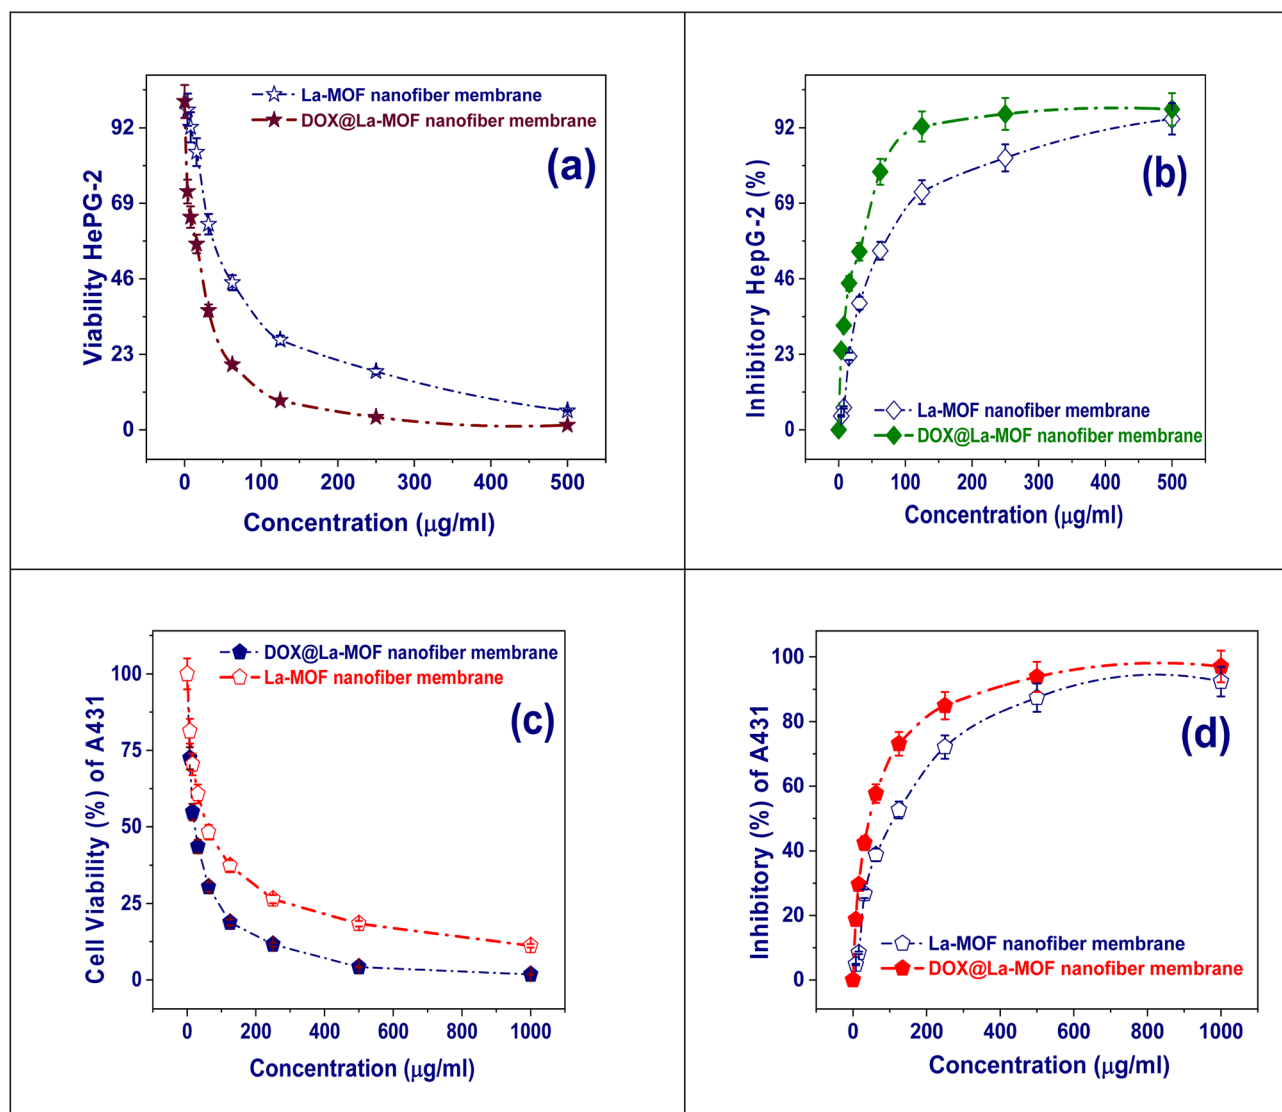 La-MOF nanofiber membrane
DOX@La-MOF nanofiber membrane
(a)
Viability HePG-2
92
69
46
23
0
0 100 200 300 400 500
Concentration (μg/ml)
(b)
Inhibitory HepG-2 (%)
92
69
46
23
0
La-MOF nanofiber membrane
DOX@La-MOF nanofiber membrane
0 100 200 300 400 500
Concentration (μg/ml)
DOX@La-MOF nanofiber membrane
La-MOF nanofiber membrane
(c)
Cell Viability (%) of A431
100
75
50
25
0
0 200 400 600 800 1000
Concentration (μg/ml)
(d)
Inhibitory (%) of A431
100
80
60
40
20
0
La-MOF nanofiber membrane
DOX@La-MOF nanofiber membrane
0 200 400 600 800 1000
Concentration (μg/ml)